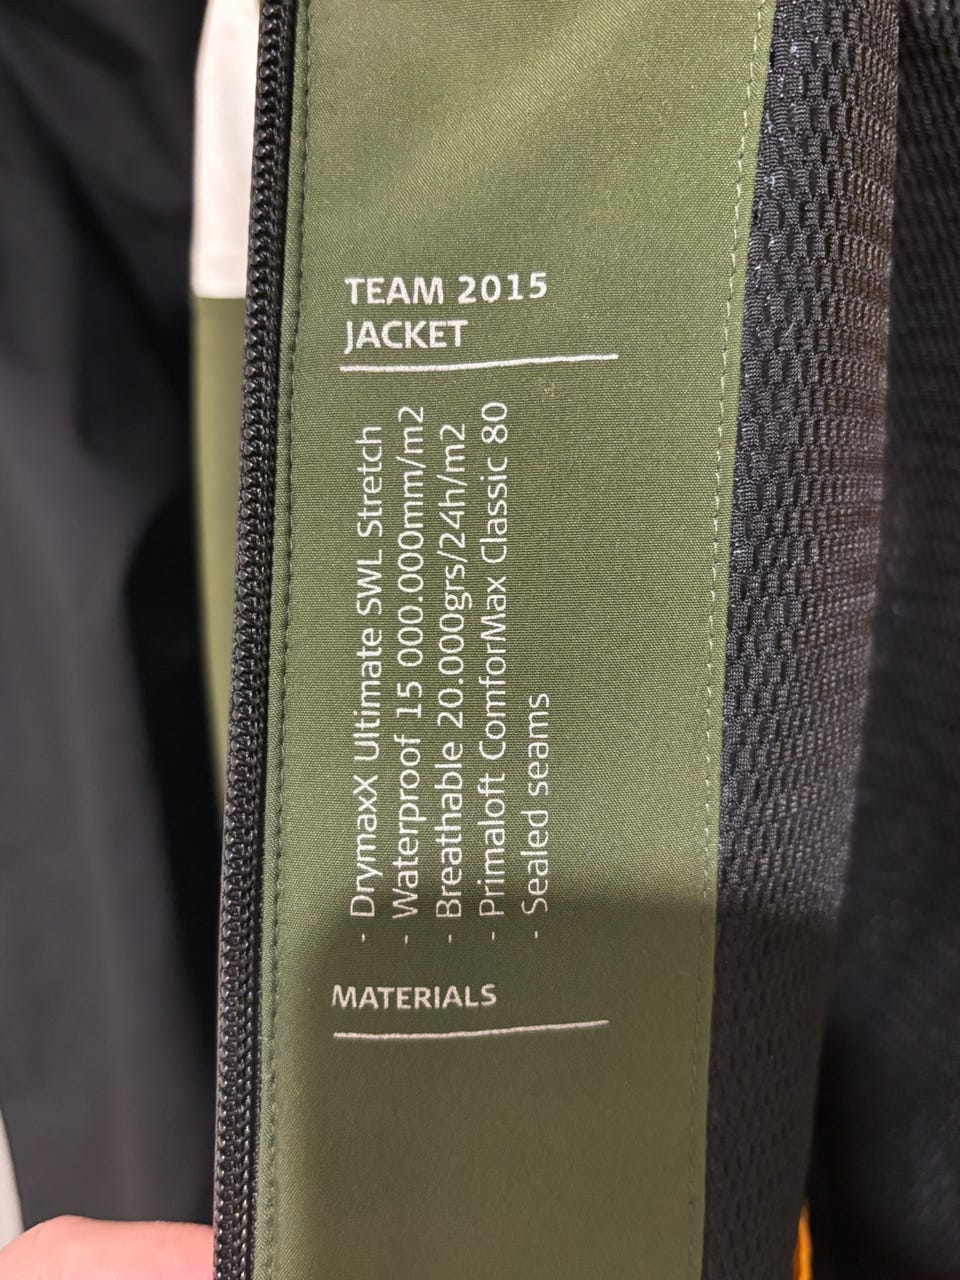 TEAM 2015
JACKET
- DrymaxX Ultimate SWL Stretch
- Waterproof 15 000.000mm/m2
- Breathable 20.000grs/24h/m2
- Primaloft ComforMax Classic 80
- Sealed seams
MATERIALS